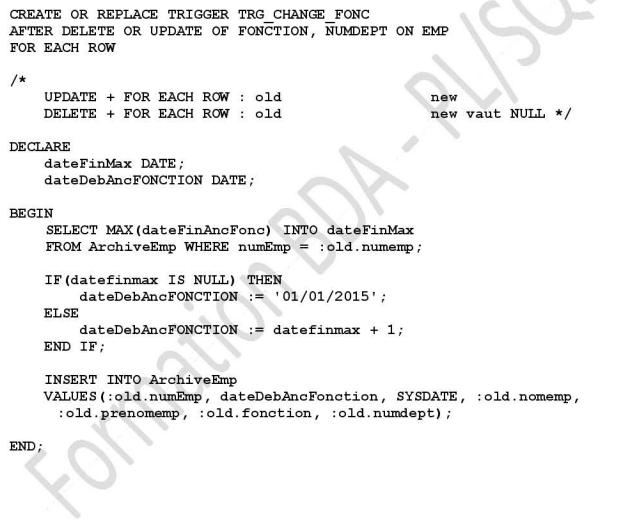 CREATE OR REPLACE TRIGGER TRG_CHANGE_FONC
AFTER DELETE OR UPDATE OF FONCTION, NUMDEPT ON EMP
FOR EACH ROW
/*
UPDATE + FOR EACH ROW : old new
DELETE + FOR EACH ROW : old new vaut NULL */
DECLARE
dateFinMax DATE;
dateDebAncFONCTION DATE;
BEGIN
SELECT MAX(dateFinAncFonc) INTO dateFinMax
FROM ArchiveEmp WHERE numEmp = :old.numemp;
IF(datefinmax IS NULL) THEN
dateDebAncFONCTION := '01/01/2015';
ELSE
dateDebAncFONCTION := datefinmax + 1;
END IF;
INSERT INTO ArchiveEmp
VALUES(:old.numEmp, dateDebAncFonction, SYSDATE, :old.nomemp,
:old.prenomemp, :old.fonction, :old.numdept);
END;
Formation BDA - PL/SQL